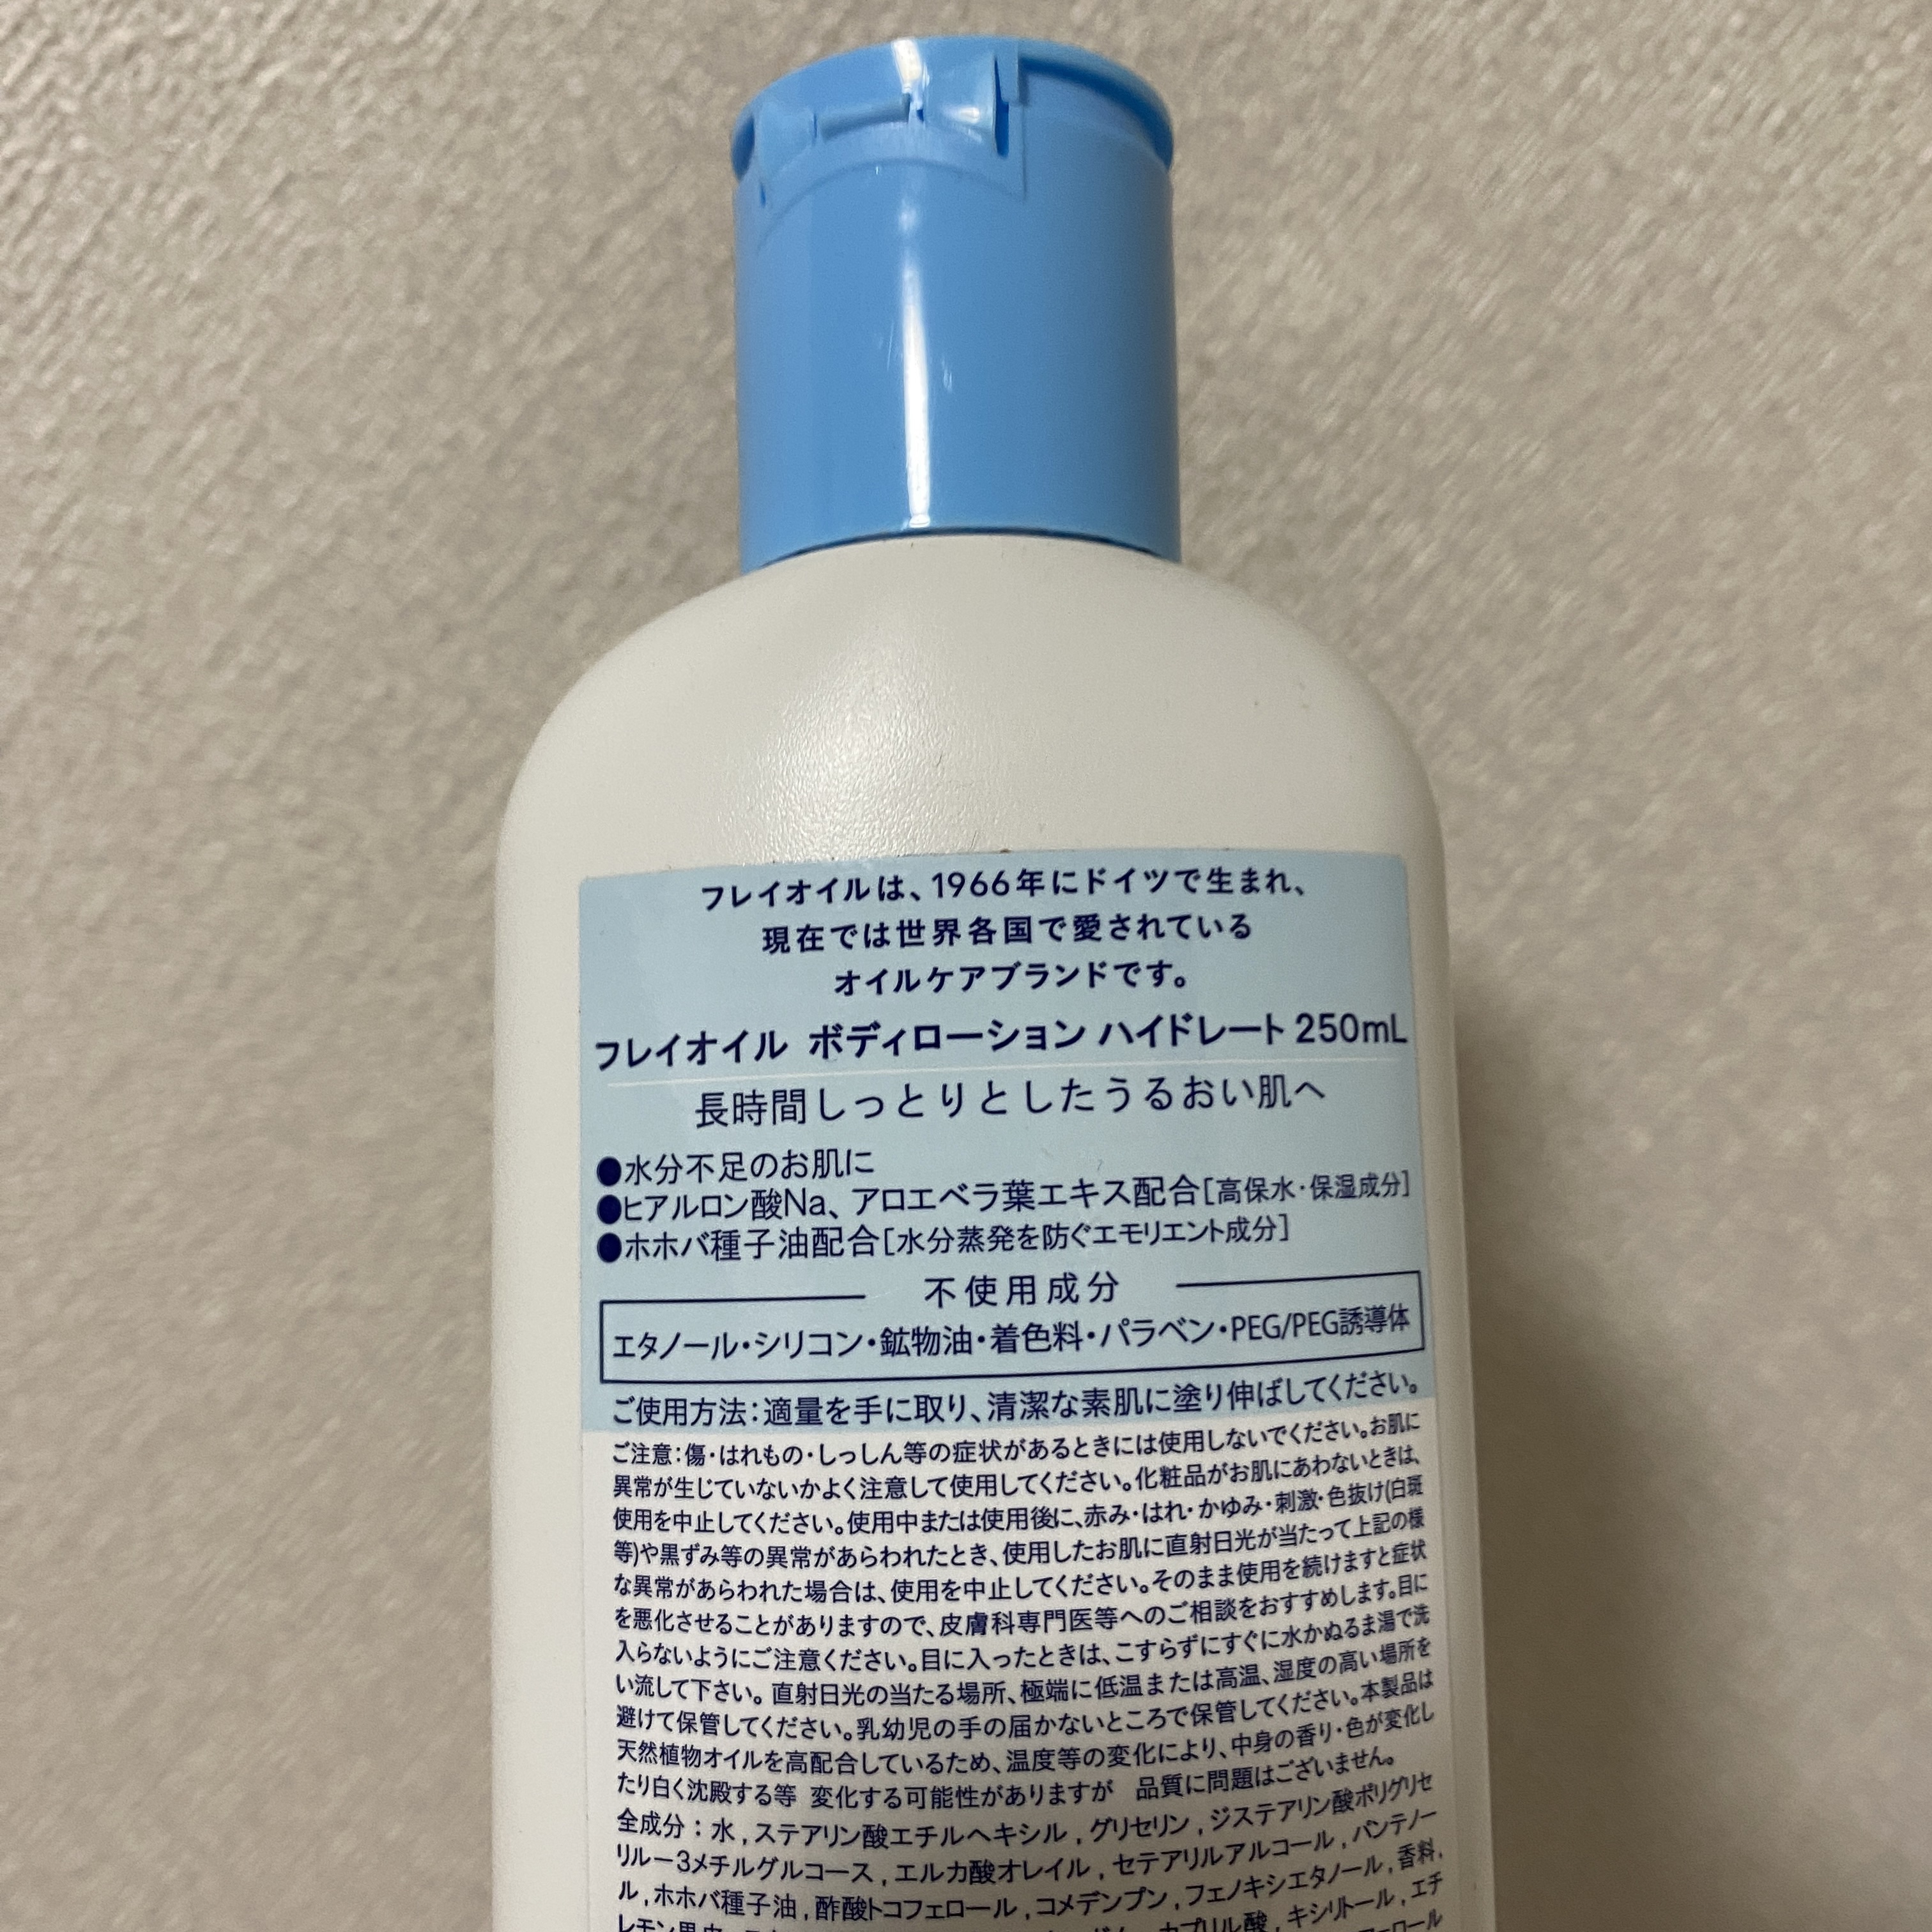 フレイオイルは、1966年にドイツで生まれ、
現在では世界各国で愛されている
オイルケアブランドです。
フレイオイル ボディローション ハイドレート 250mL
長時間しっとりとしたうるおい肌へ
●水分不足のお肌に
●ヒアルロン酸Na、アロエベラ葉エキス配合[高保水・保湿成分]
●ホホバ種子油配合[水分蒸発を防ぐエモリエント成分]
不使用成分
エタノール・シリコン・鉱物油・着色料・パラベン・PEG/PEG誘導体
ご使用方法：適量を手に取り、清潔な素肌に塗り伸ばしてください。
ご注意：傷・はれもの・しっしん等の症状があるときには使用しないでください。お肌に
異常が生じていないかよく注意して使用してください。化粧品がお肌にあわないときは、
使用を中止してください。使用中または使用後に、赤み・はれ・かゆみ・刺激・色抜け(白斑
等)や黒ずみ等の異常があらわれたとき、使用したお肌に直射日光が当たって上記の様
な異常があらわれた場合は、使用を中止してください。そのまま使用を続けますと症状
を悪化させることがありますので、皮膚科専門医等へのご相談をおすすめします。目に
入らないようにご注意ください。目に入ったときは、こすらずにすぐに水かぬるま湯で洗
い流して下さい。直射日光の当たる場所、極端に低温または高温、湿度の高い場所を
避けて保管してください。乳幼児の手の届かないところで保管してください。本製品は
天然植物オイルを高配合しているため、温度等の変化により、中身の香り・色が変化し
たり白く沈殿する等 変化する可能性がありますが 品質に問題はございません。
全成分：水 , ステアリン酸エチルヘキシル , グリセリン , ジステアリン酸ポリグリセ
リルー3メチルグルコース , エルカ酸オレイル , セテアリルアルコール , パンテノー
ル , ホホバ種子油 , 酢酸トコフェロール , コメデンプン , フェノキシエタノール , 香料 ,
カプリル酸 , キシリトール , エチ